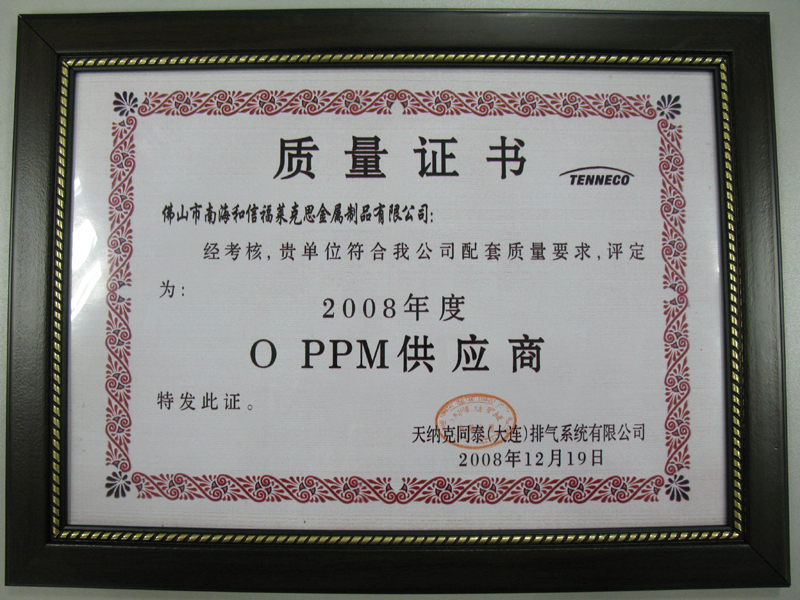 质量证书
TENNECO
佛山市南海和信福莱克思金属制品有限公司:
经考核,贵单位符合我公司配套质量要求,评定
为:
2008年度
O PPM供应商
特发此证。
天纳克同泰(大连)排气系统有限公司
2008年12月19日